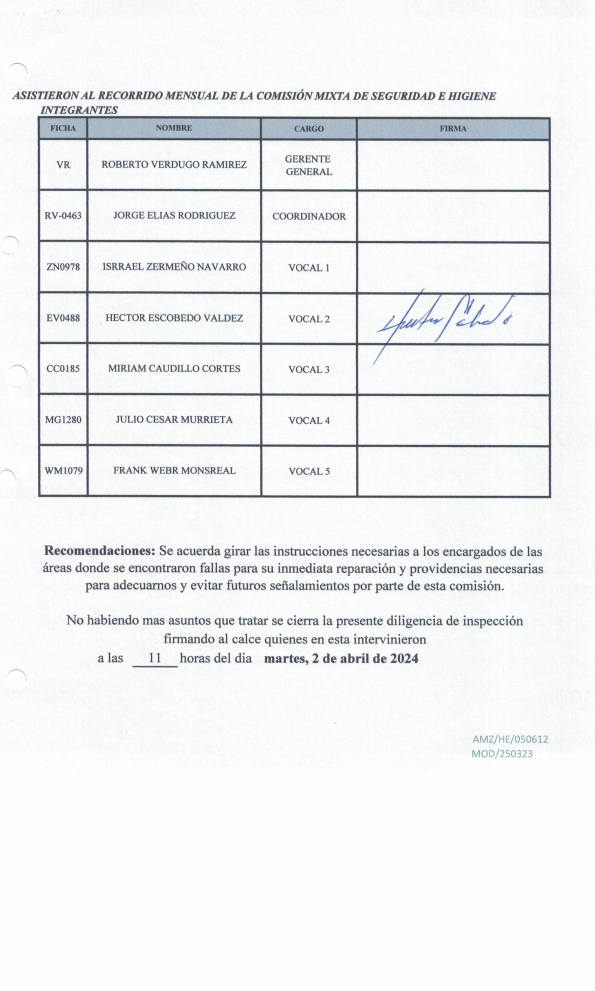 ASISTIERON AL RECORRIDO MENSUAL DE LA COMISIÓN MIXTA DE SEGURIDAD E HIGIENE
INTEGRANTES
FICHA NOMBRE CARGO FIRMA
VR ROBERTO VERDUGO RAMIREZ GERENTE GENERAL
RV-0463 JORGE ELIAS RODRIGUEZ COORDINADOR
ZN0978 ISRRAEL ZERMEÑO NAVARRO VOCAL 1
EV0488 HECTOR ESCOBEDO VALDEZ VOCAL 2
CC0185 MIRIAM CAUDILLO CORTES VOCAL 3
MG1280 JULIO CESAR MURRIETA VOCAL 4
WM1079 FRANK WEBR MONSREAL VOCAL 5
Recomendaciones: Se acuerda girar las instrucciones necesarias a los encargados de las
áreas donde se encontraron fallas para su inmediata reparación y providencias necesarias
para adecuarnos y evitar futuros señalamientos por parte de esta comisión.
No habiendo mas asuntos que tratar se cierra la presente diligencia de inspección
firmando al calce quienes en esta intervinieron
a las 11 horas del dia martes, 2 de abril de 2024
AMZ/HE/050612
MOD/250323